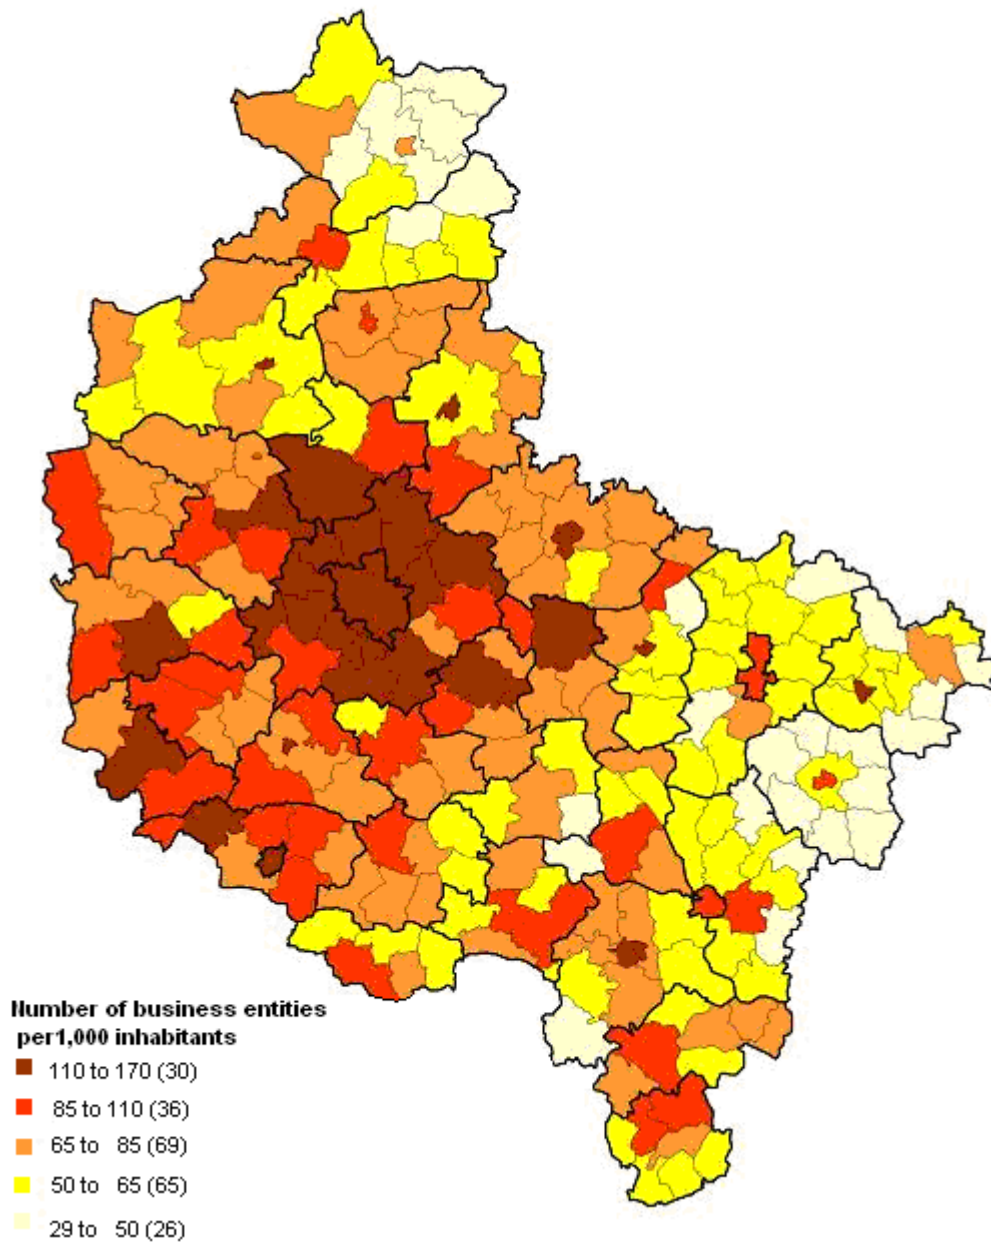 Number of business entities
per1,000 inhabitants
110 to 170 (30)
85 to 110 (36)
65 to 85 (69)
50 to 65 (65)
29 to 50 (26)